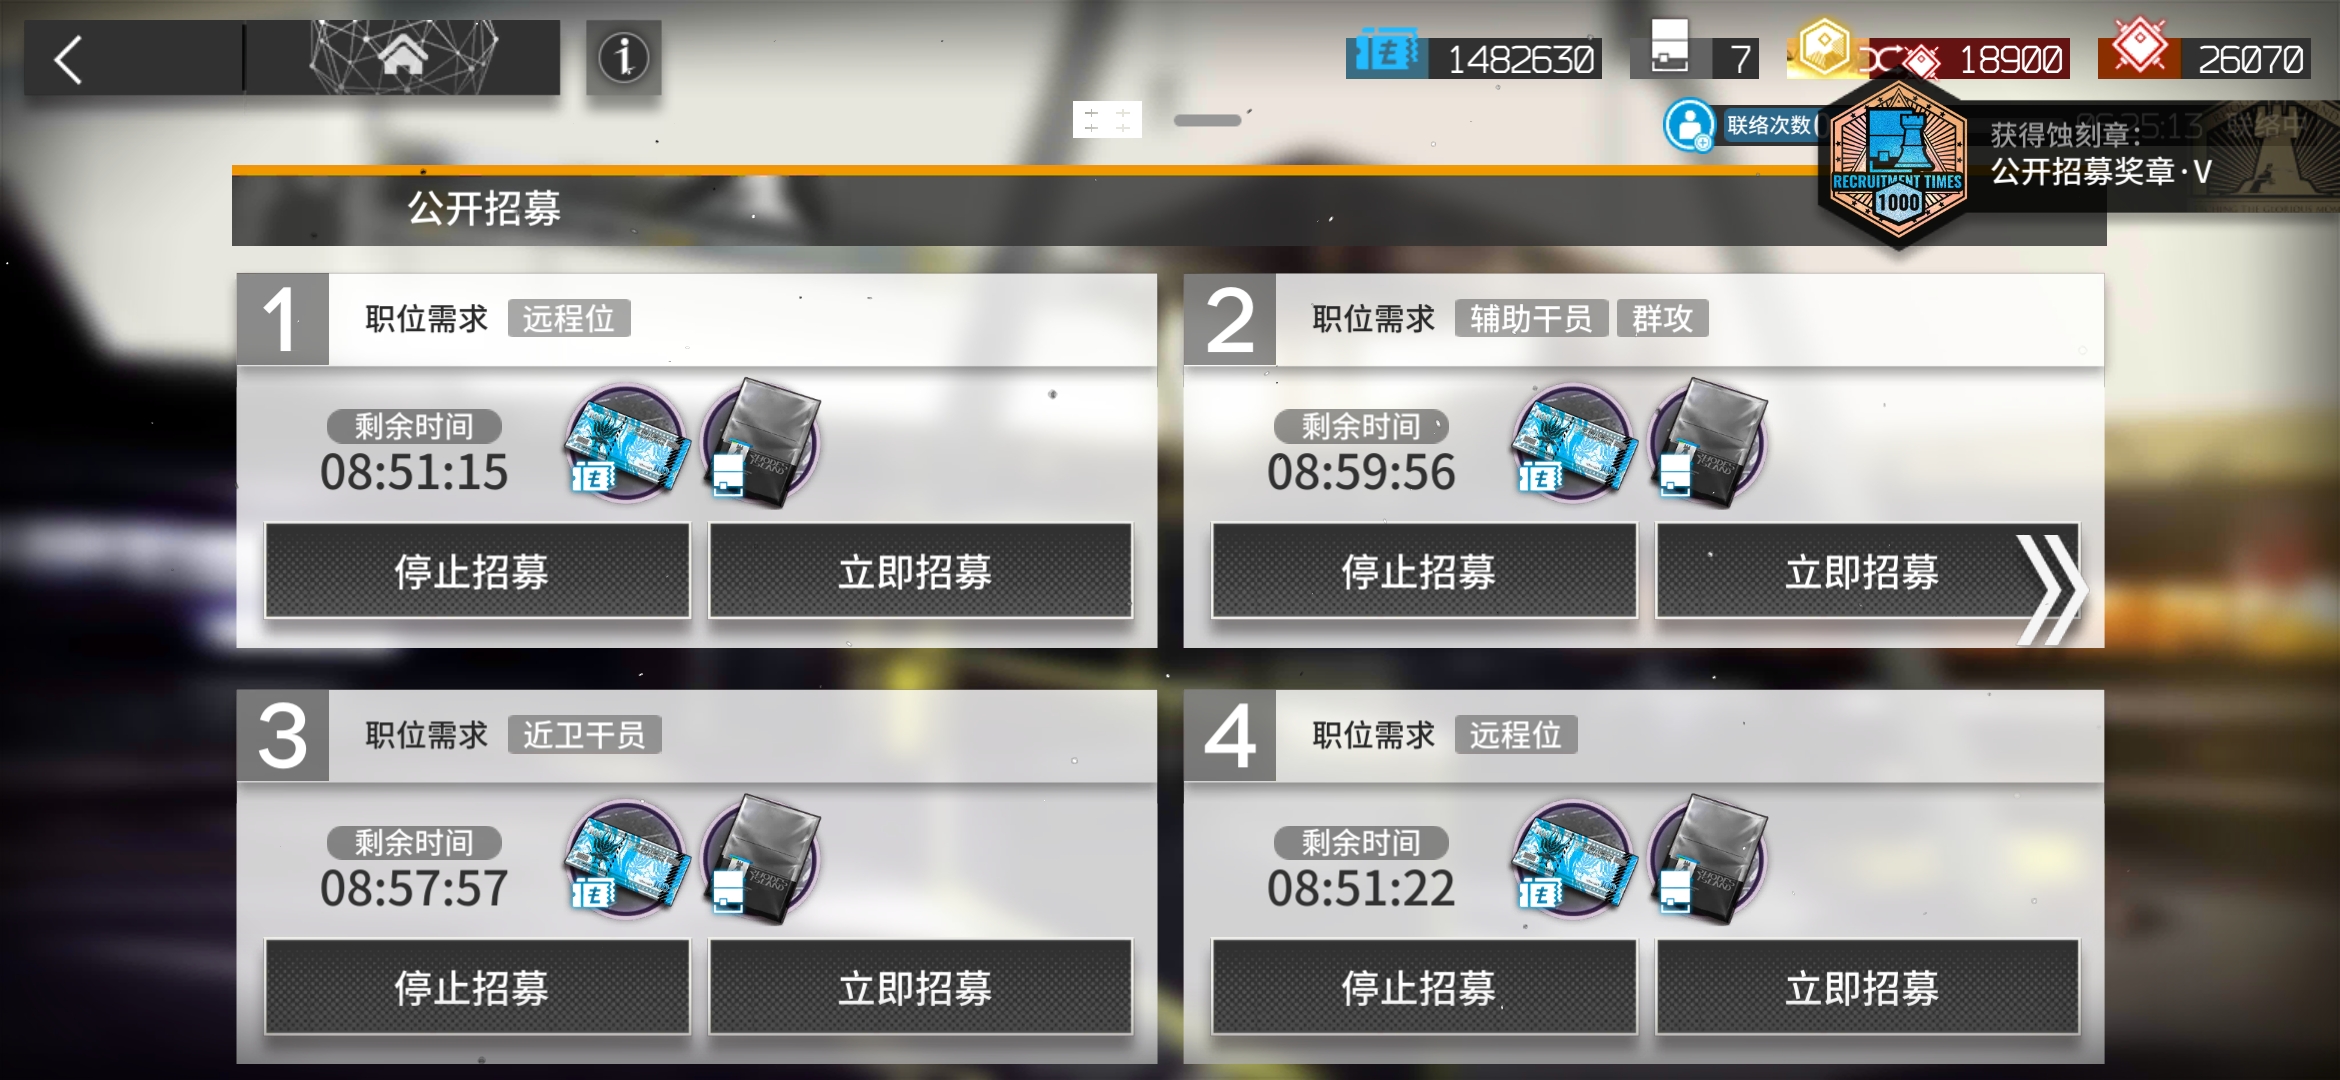 1482630
7
18900
26070
联络次数
25:13 联络中
获得蚀刻章:
公开招募奖章·V
RECRUITMENT TIMES
1000
公开招募
1 职位需求 远程位
剩余时间
08:51:15
停止招募 立即招募
2 职位需求 辅助干员 群攻
剩余时间
08:59:56
停止招募 立即招募
3 职位需求 近卫干员
剩余时间
08:57:57
停止招募 立即招募
4 职位需求 远程位
剩余时间
08:51:22
停止招募 立即招募